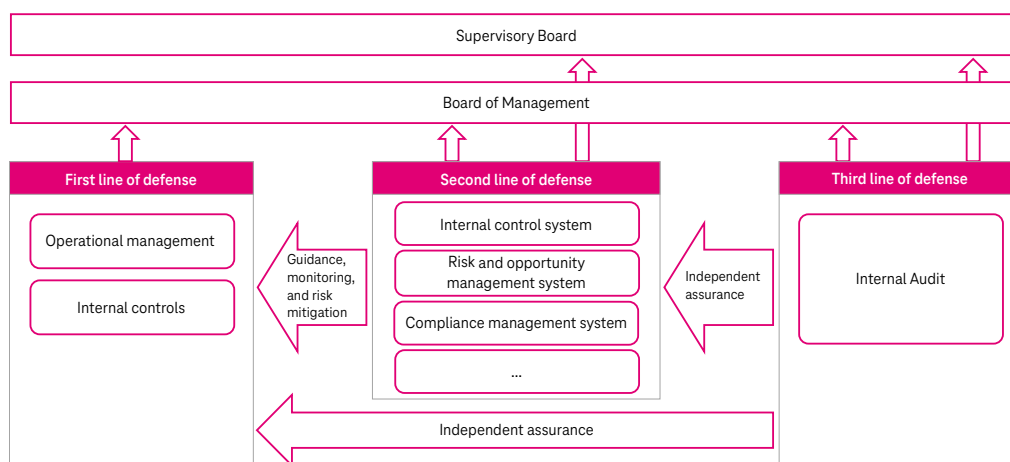 Supervisory Board
Board of Management
First line of defense
Operational management
Internal controls
Guidance,
monitoring,
and risk
mitigation
Second line of defense
Internal control system
Risk and opportunity
management system
Compliance management system
...
Independent
assurance
Third line of defense
Internal Audit
Independent assurance